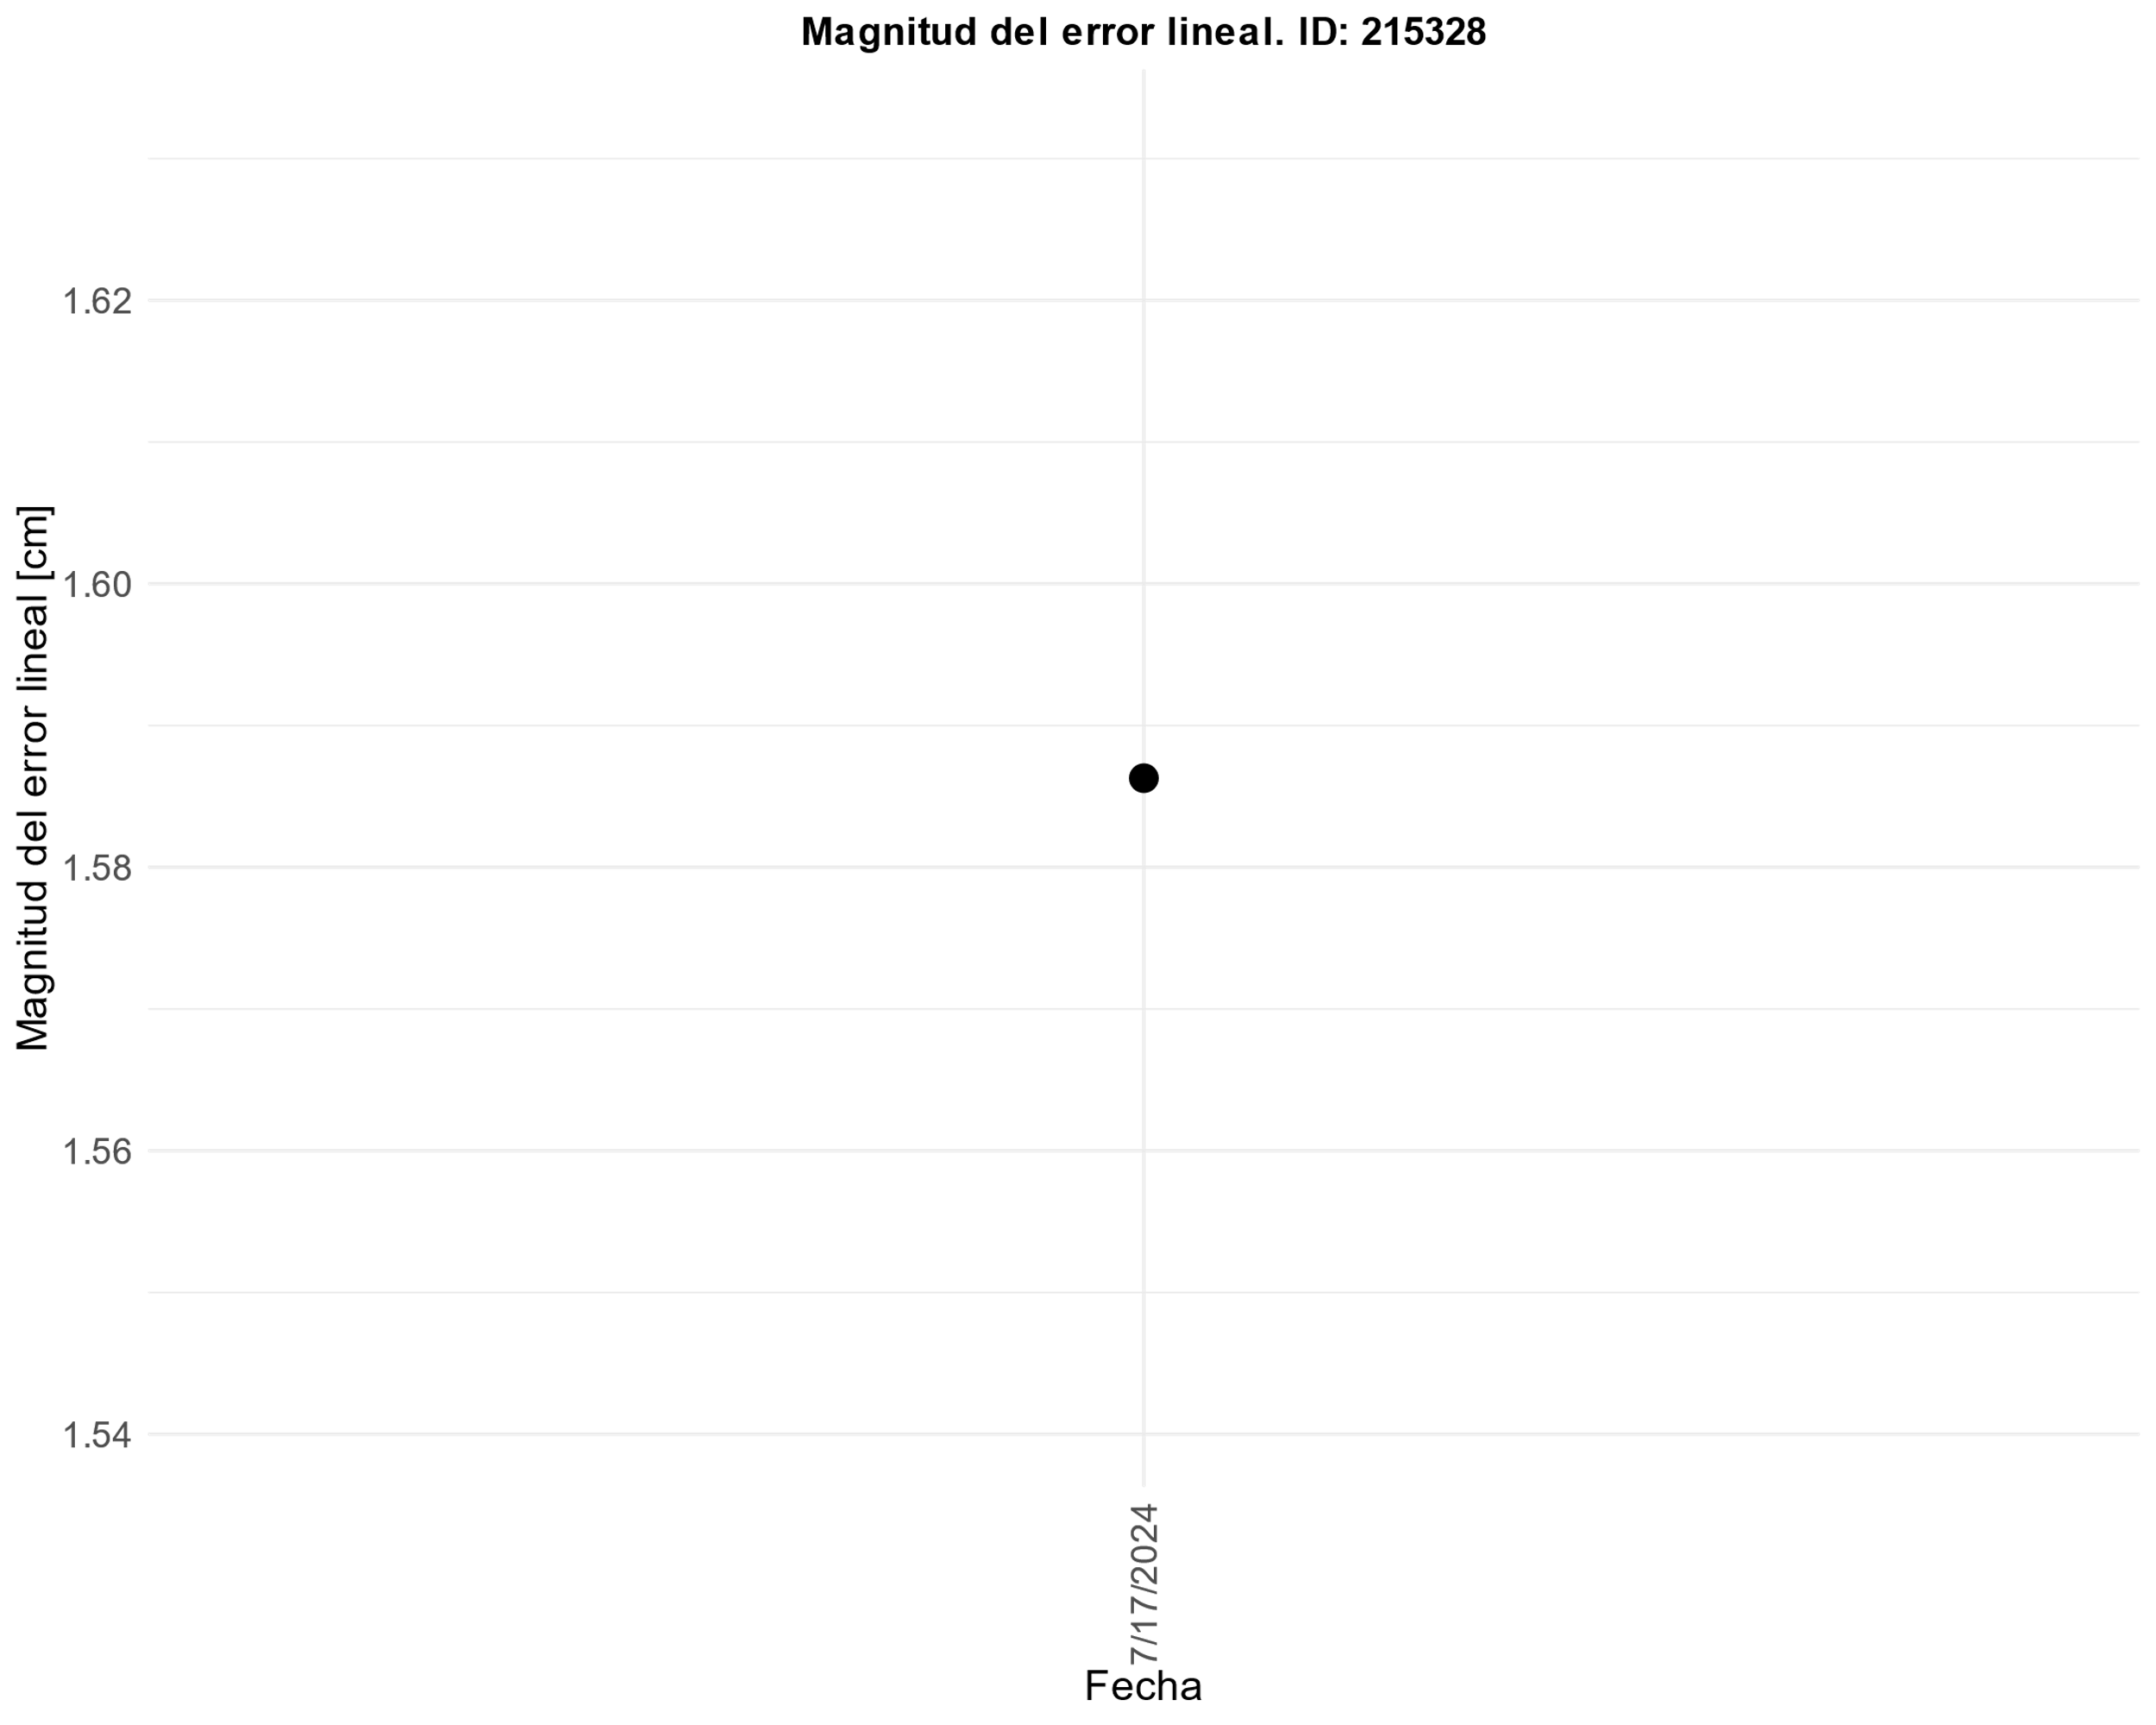 Magnitud del error lineal. ID: 215328
Magnitud del error lineal [cm]
1.62
1.60
1.58
1.56
1.54
7/17/2024
Fecha